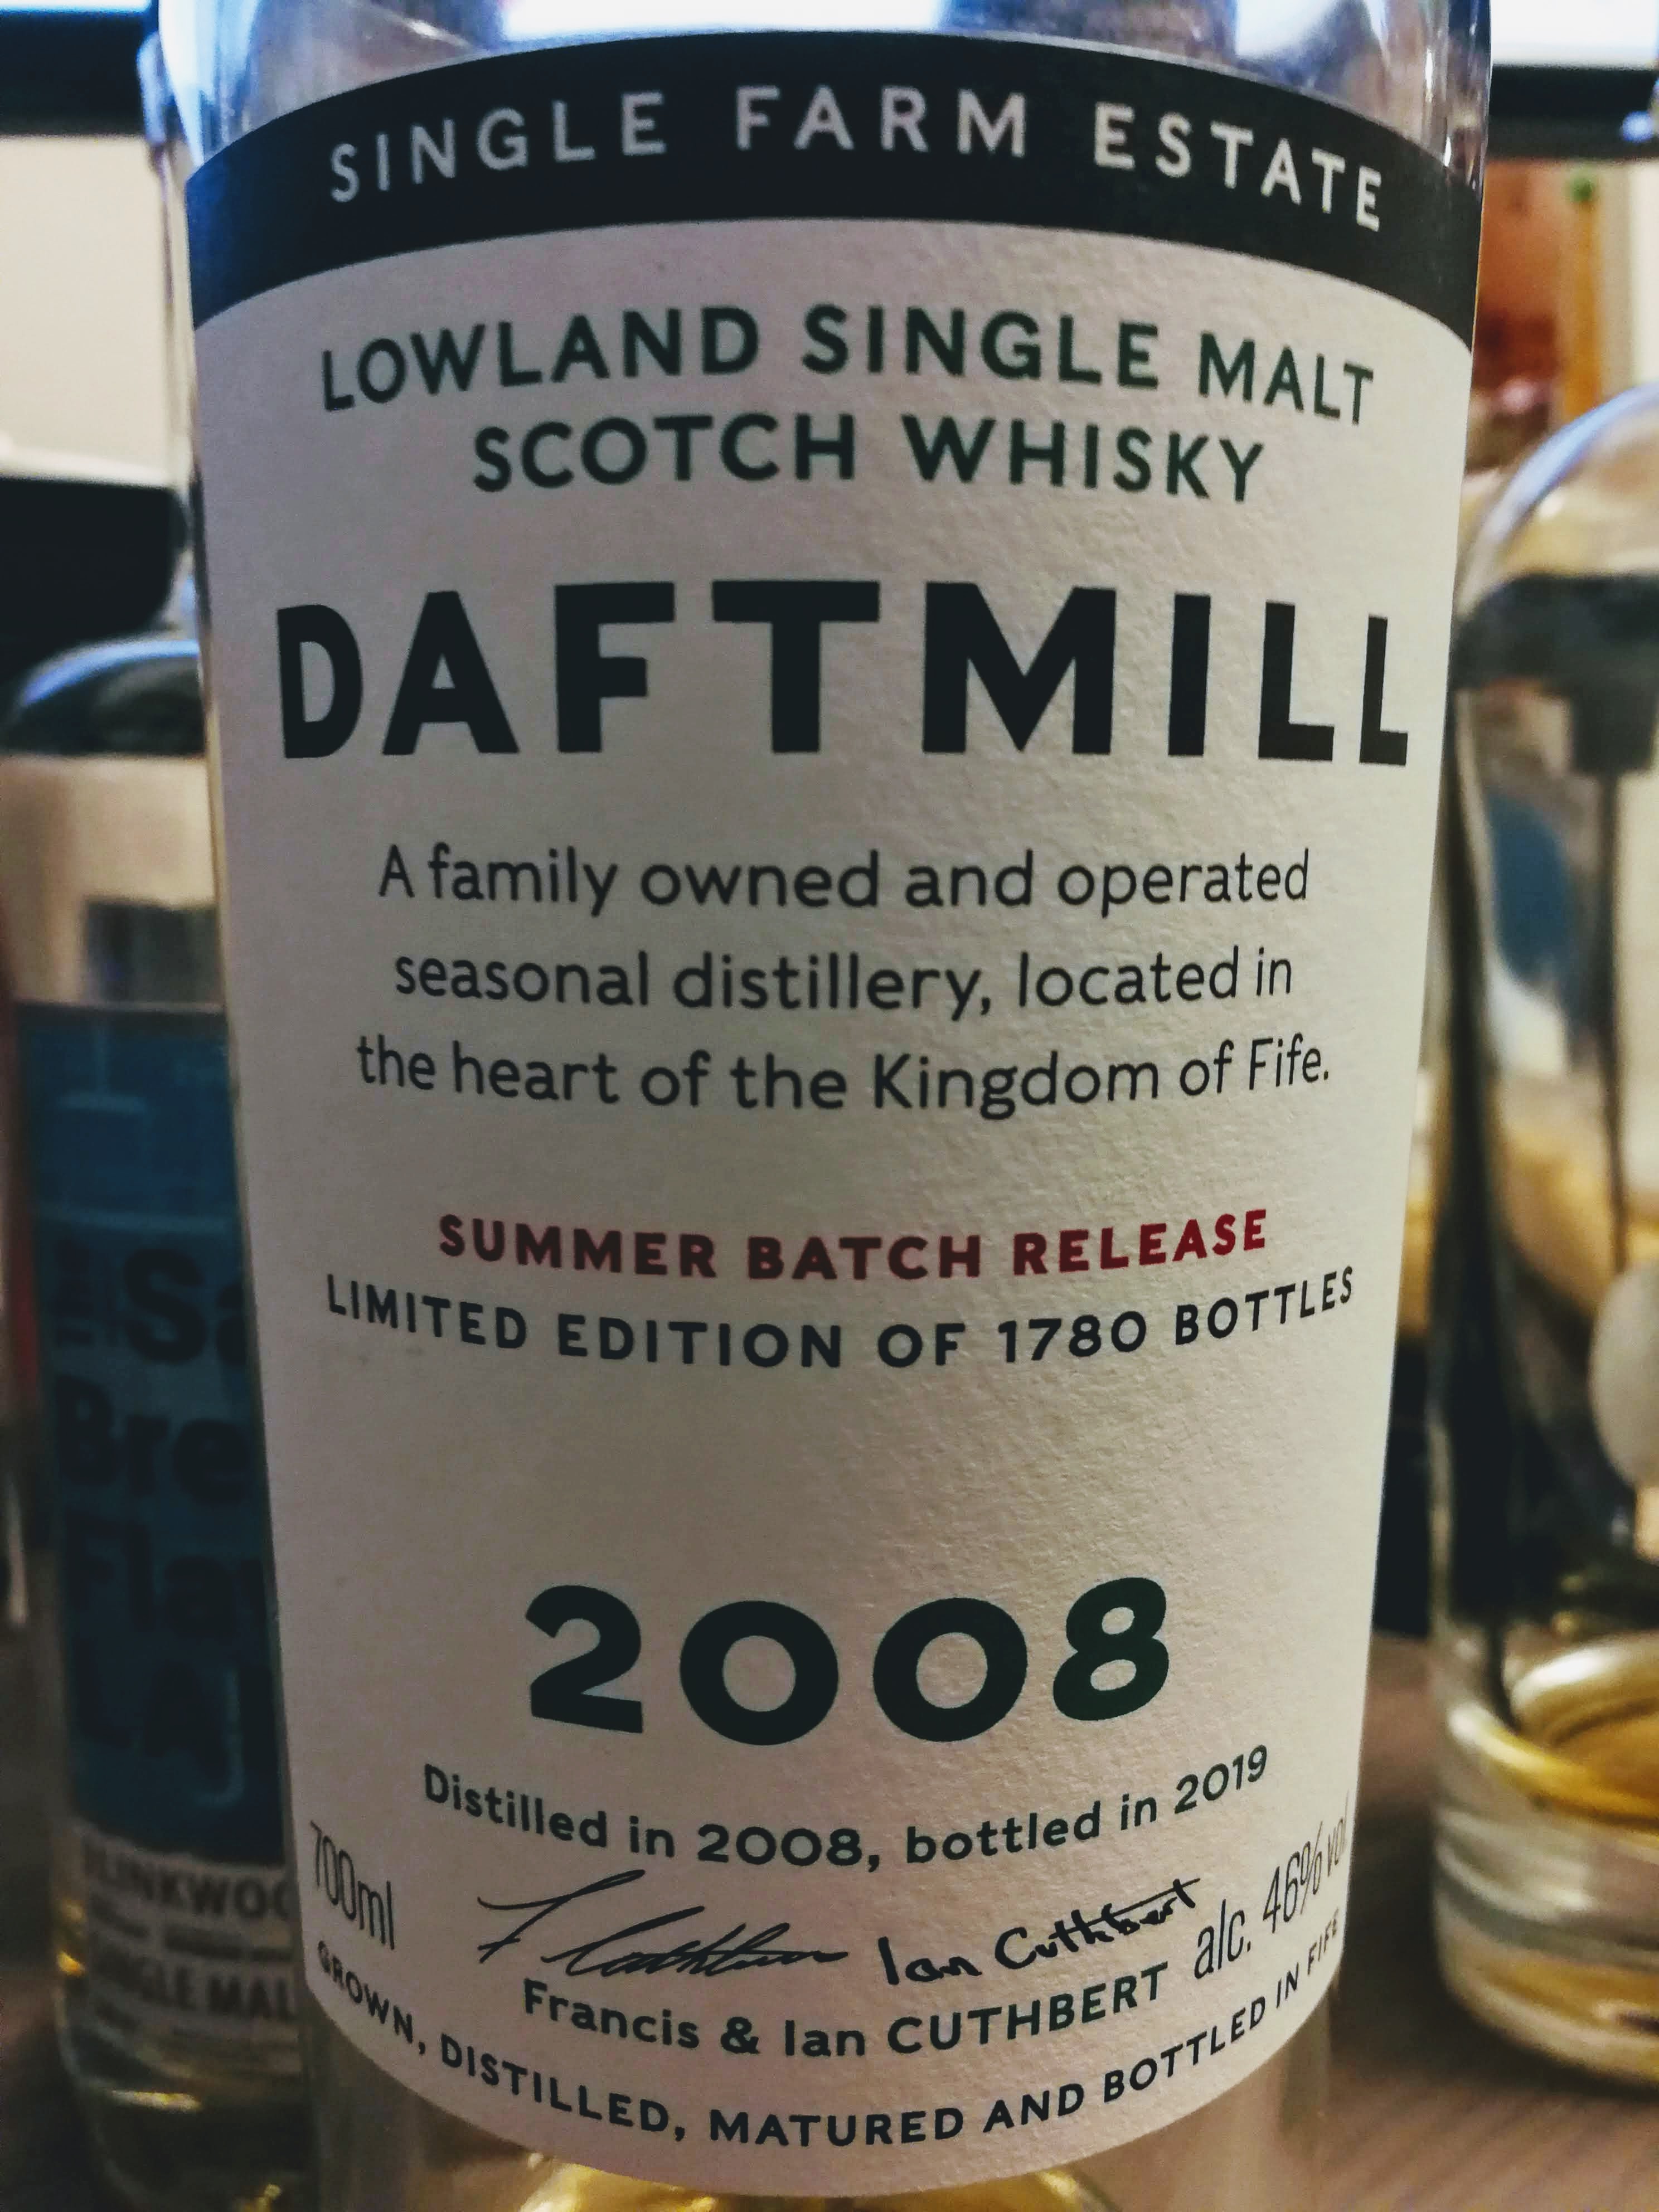 SINGLE FARM ESTATE
LOWLAND SINGLE MALT
SCOTCH WHISKY
DAFTMILL
A family owned and operated
seasonal distillery, located in
the heart of the Kingdom of Fife.
SUMMER BATCH RELEASE
LIMITED EDITION OF 1780 BOTTLES
2008
Distilled in 2008, bottled in 2019
700ml
Ian Cuthbert
alc. 46% vol
Francis & Ian CUTHBERT
GROWN, DISTILLED, MATURED AND BOTTLED IN FIFE